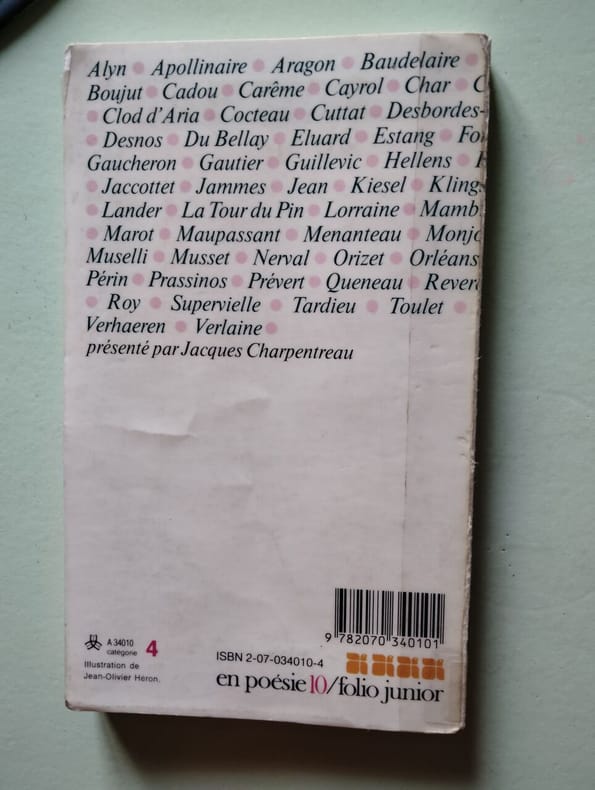 Alyn • Apollinaire • Aragon • Baudelaire •
Boujut • Cadou • Carême • Cayrol • Char •
• Clod d'Aria • Cocteau • Cuttat • Desbordes-
• Desnos • Du Bellay • Eluard • Estang •
Gaucheron • Gautier • Guillevic • Hellens •
• Jaccottet • Jammes • Jean • Kiesel •
• Lander • La Tour du Pin • Lorraine •
• Marot • Maupassant • Menanteau •
Muselli • Musset • Nerval • Orizet • Orléans
Périn • Prassinos • Prévert • Queneau •
• Roy • Supervielle • Tardieu • Toulet •
Verhaeren • Verlaine •
présenté par Jacques Charpentreau
9 782070 340101
A 34010
catégorie 4
ISBN 2-07-034010-4
Illustration de
Jean-Olivier Héron.
en poésie 10/folio junior